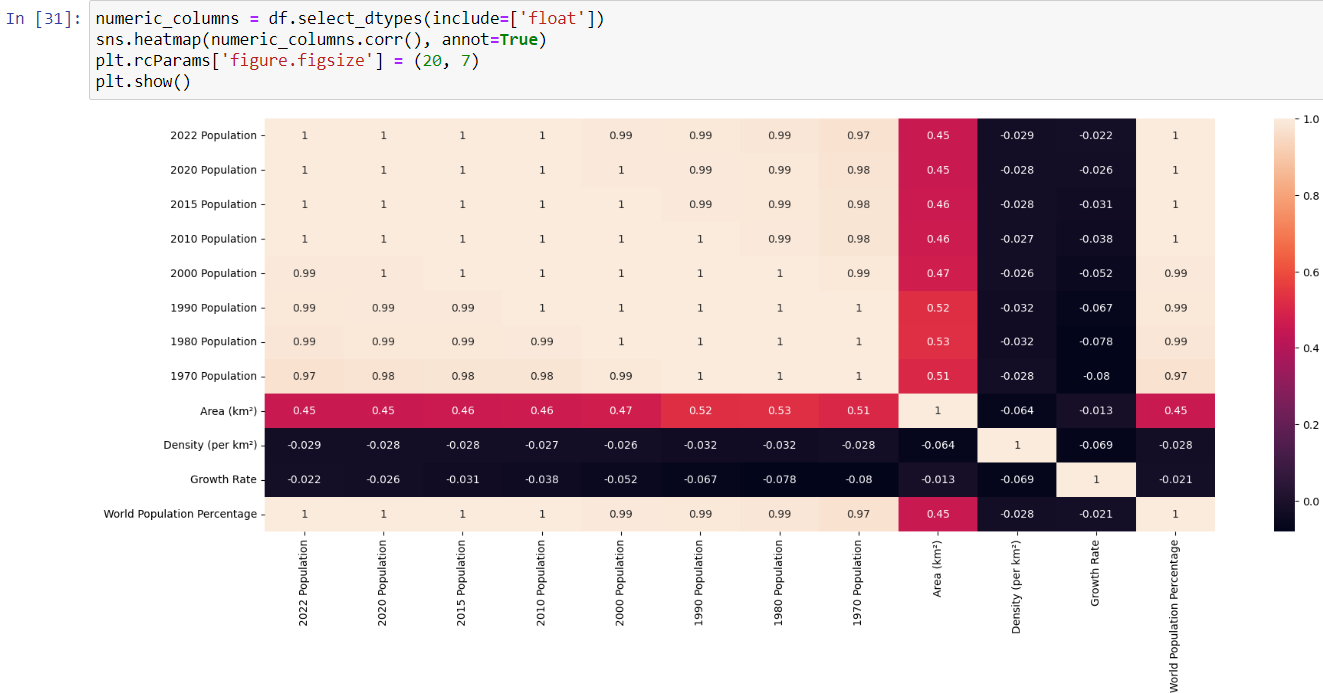 In [31]: numeric_columns = df.select_dtypes(include=['float'])
sns.heatmap(numeric_columns.corr(), annot=True)
plt.rcParams['figure.figsize'] = (20, 7)
plt.show()
2022 Population 1 1 1 1 0.99 0.99 0.99 0.97 0.45 -0.029 -0.022 1
2020 Population 1 1 1 1 1 0.99 0.99 0.98 0.45 -0.028 -0.026 1
2015 Population 1 1 1 1 1 0.99 0.99 0.98 0.46 -0.028 -0.031 1
2010 Population 1 1 1 1 1 1 0.99 0.98 0.46 -0.027 -0.038 1
2000 Population 0.99 1 1 1 1 1 1 0.99 0.47 -0.026 -0.052 0.99
1990 Population 0.99 0.99 0.99 1 1 1 1 1 0.52 -0.032 -0.067 0.99
1980 Population 0.99 0.99 0.99 0.99 1 1 1 1 0.53 -0.032 -0.078 0.99
1970 Population 0.97 0.98 0.98 0.98 0.99 1 1 1 0.51 -0.028 -0.08 0.97
Area (km²) 0.45 0.45 0.46 0.46 0.47 0.52 0.53 0.51 1 -0.064 -0.013 0.45
Density (per km²) -0.029 -0.028 -0.028 -0.027 -0.026 -0.032 -0.032 -0.028 -0.064 1 -0.069 -0.028
Growth Rate -0.022 -0.026 -0.031 -0.038 -0.052 -0.067 -0.078 -0.08 -0.013 -0.069 1 -0.021
World Population Percentage 1 1 1 1 0.99 0.99 0.99 0.97 0.45 -0.028 -0.021 1
2022 Population
2020 Population
2015 Population
2010 Population
2000 Population
1990 Population
1980 Population
1970 Population
Area (km²)
Density (per km²)
Growth Rate
World Population Percentage
1.0
0.8
0.6
0.4
0.2
0.0